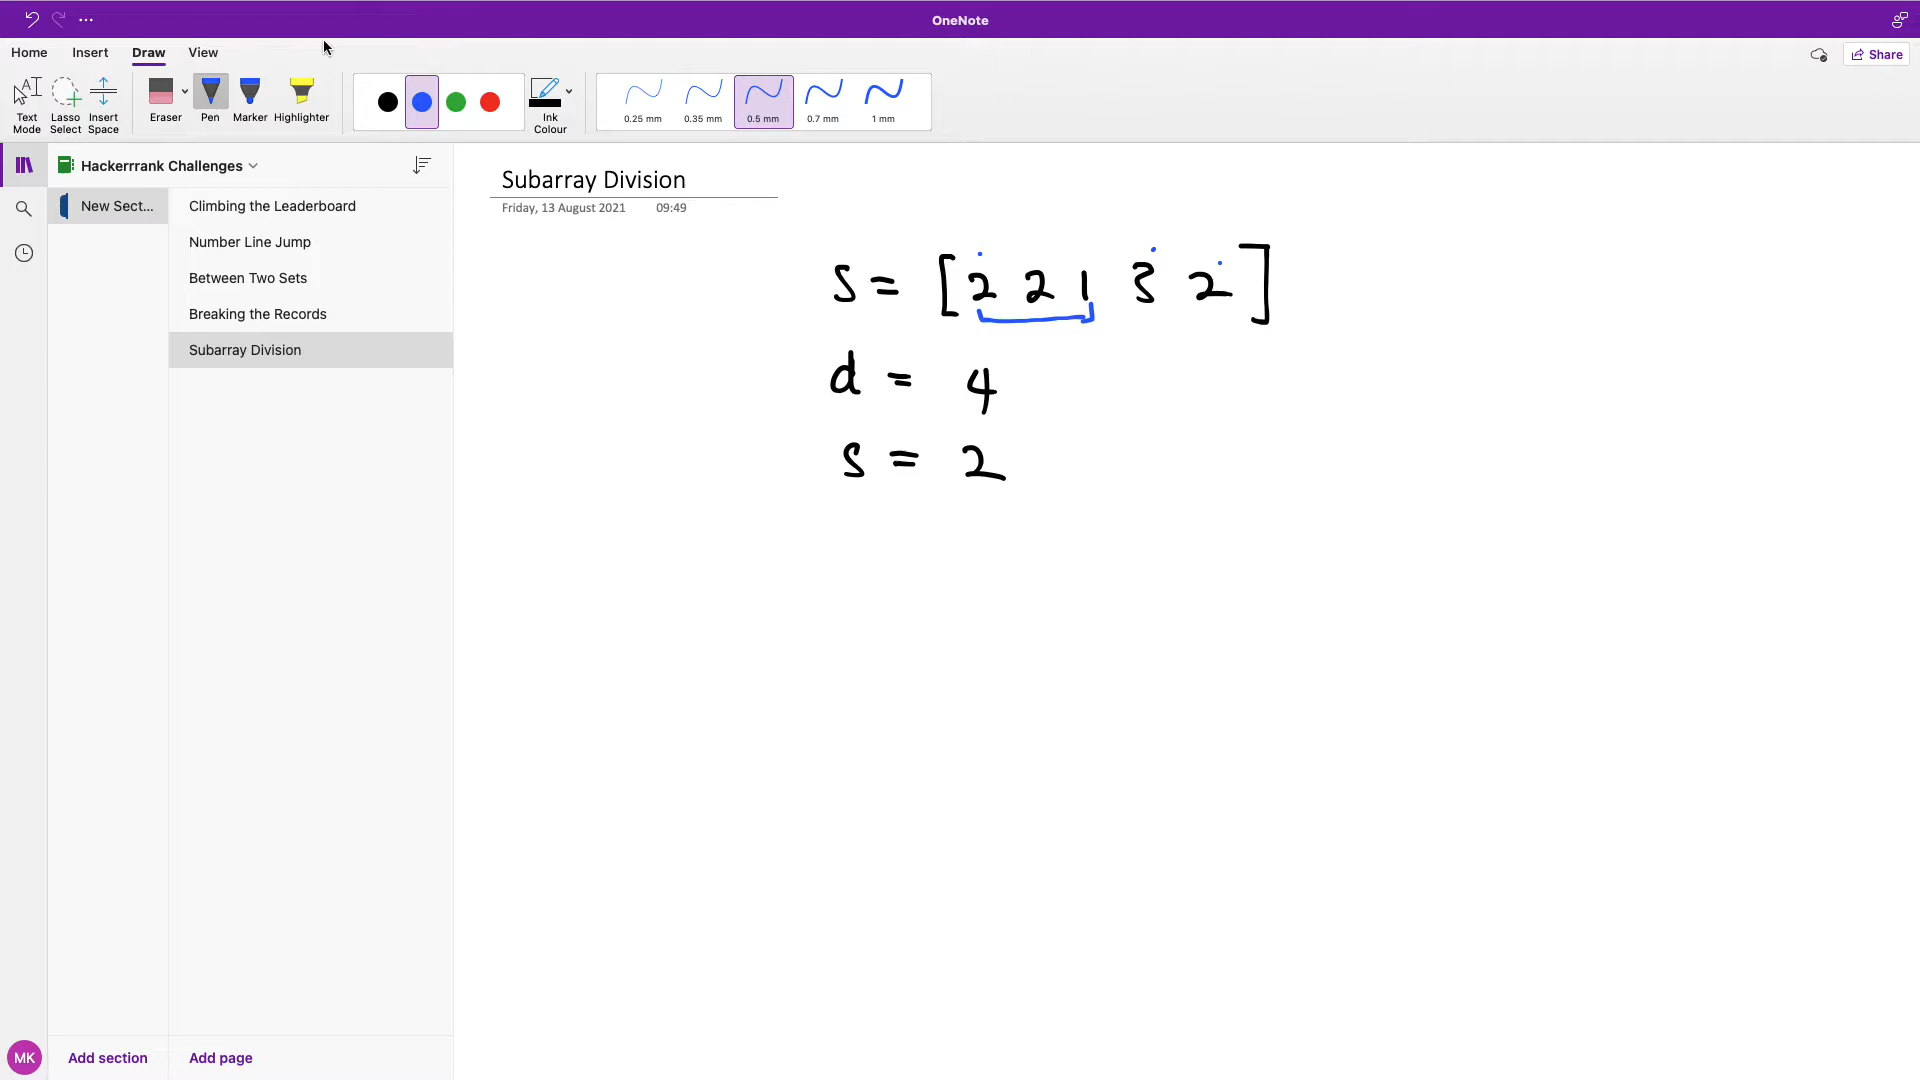 OneNote
Home Insert Draw View
Share
Text Mode
Lasso Select
Insert Space
Eraser
Pen
Marker
Highlighter
Ink Colour
0.25 mm
0.35 mm
0.5 mm
0.7 mm
1 mm
Hackerrrank Challenges
New Sect...
Climbing the Leaderboard
Number Line Jump
Between Two Sets
Breaking the Records
Subarray Division
Subarray Division
Friday, 13 August 2021 09:49
S = [ 2 2 1 3 2 ]
d = 4
s = 2
MK
Add section
Add page